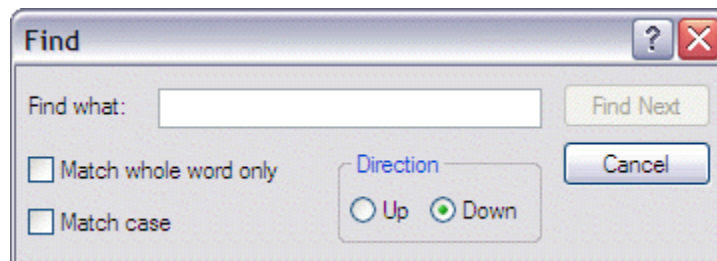 Find
Find what:
Find Next
Match whole word only
Direction
Cancel
Up
Down
Match case